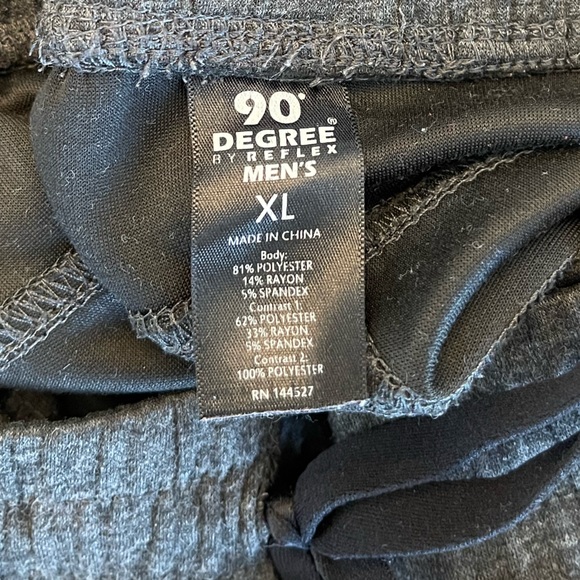 90°
DEGREE®
BY REFLEX
MEN'S
XL
MADE IN CHINA
Body:
81% POLYESTER
14% RAYON
5% SPANDEX
Contrast 1:
62% POLYESTER
33% RAYON
5% SPANDEX
Contrast 2:
100% POLYESTER
RN 144527